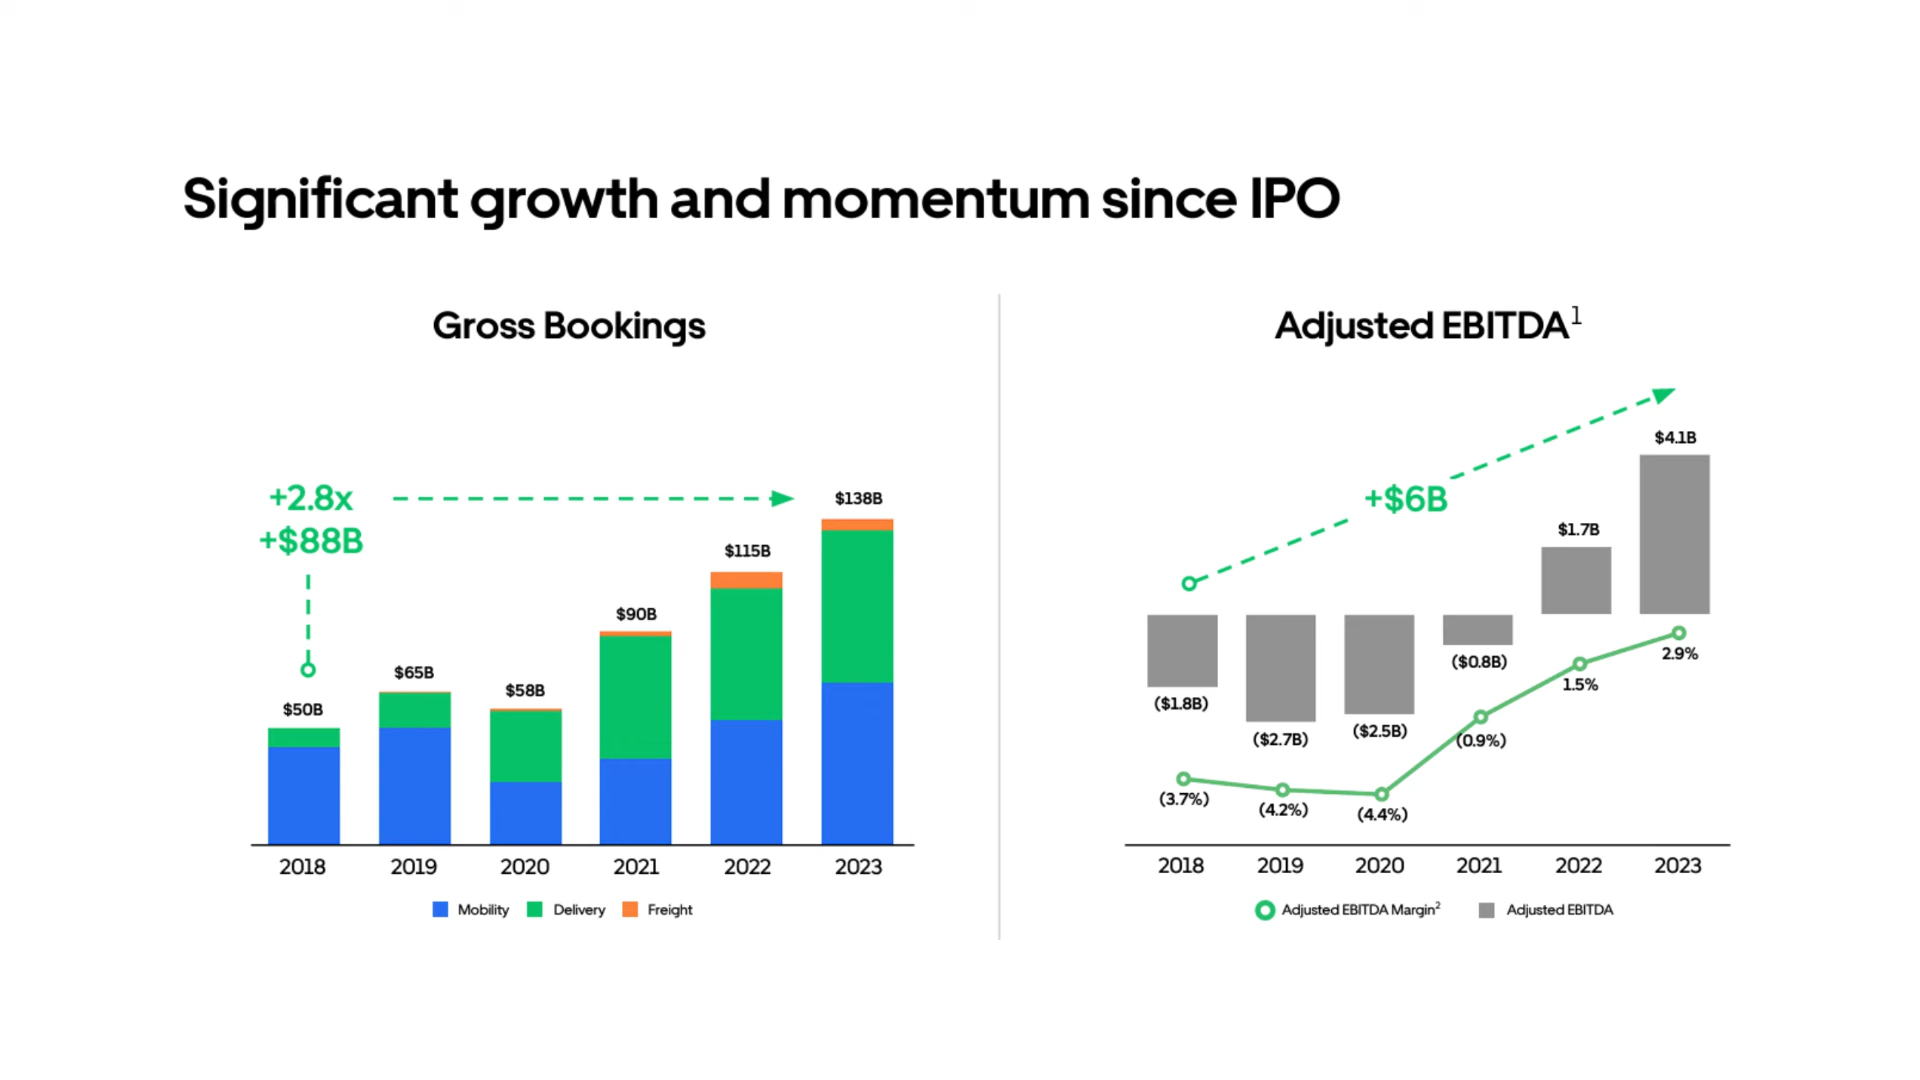 Significant growth and momentum since IPO
Gross Bookings
+2.8x
+$88B
$50B
$65B
$58B
$90B
$115B
$138B
2018 2019 2020 2021 2022 2023
Mobility Delivery Freight
Adjusted EBITDA1
+$6B
($1.8B)
($2.7B)
($2.5B)
($0.8B)
$1.7B
$4.1B
(3.7%)
(4.2%)
(4.4%)
(0.9%)
1.5%
2.9%
2018 2019 2020 2021 2022 2023
Adjusted EBITDA Margin2 Adjusted EBITDA